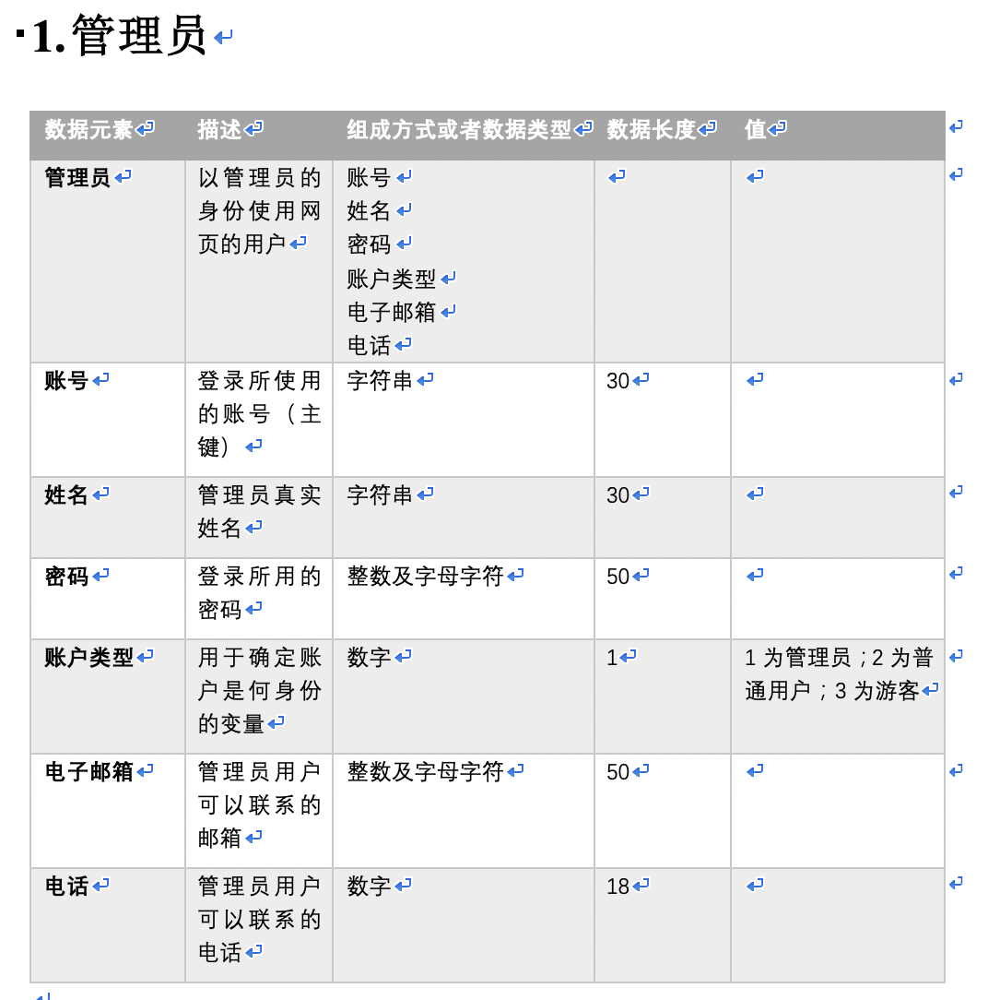 1.管理员
数据元素 描述 组成方式或者数据类型 数据长度 值
管理员 以管理员的 账号
身份使用网 姓名
页的用户 密码
账户类型
电子邮箱
电话
账号 登录所使用 字符串 30
的账号（主
键）
姓名 管理员真实 字符串 30
姓名
密码 登录所用的 整数及字母字符 50
密码
账户类型 用于确定账 数字 1 1 为管理员；2 为普
户是何身份 通用户；3 为游客
的变量
电子邮箱 管理员用户 整数及字母字符 50
可以联系的
邮箱
电话 管理员用户 数字 18
可以联系的
电话